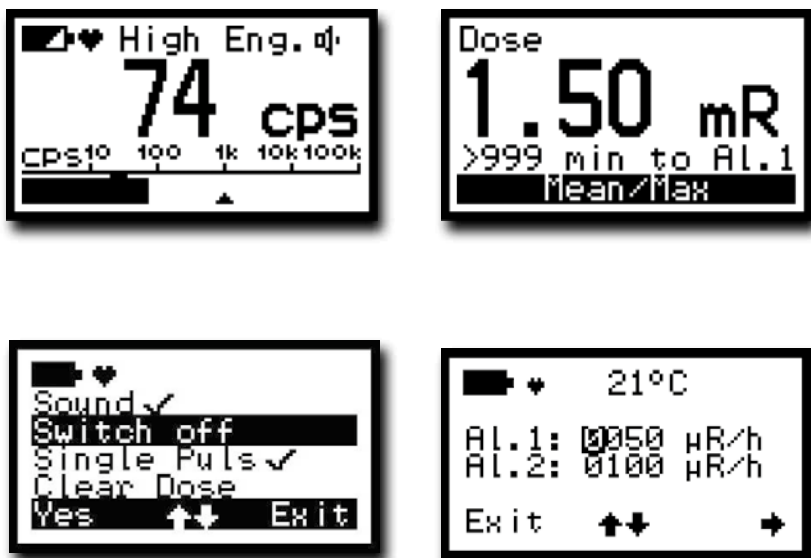 High Eng.
74 cps
cps 10 100 1k 10k 100k
Dose
1.50 mR
>999 min to Al.1
Mean/Max
Sound
Switch off
Single Puls
Clear Dose
Yes Exit
21°C
Al.1: 0050 µR/h
Al.2: 0100 µR/h
Exit